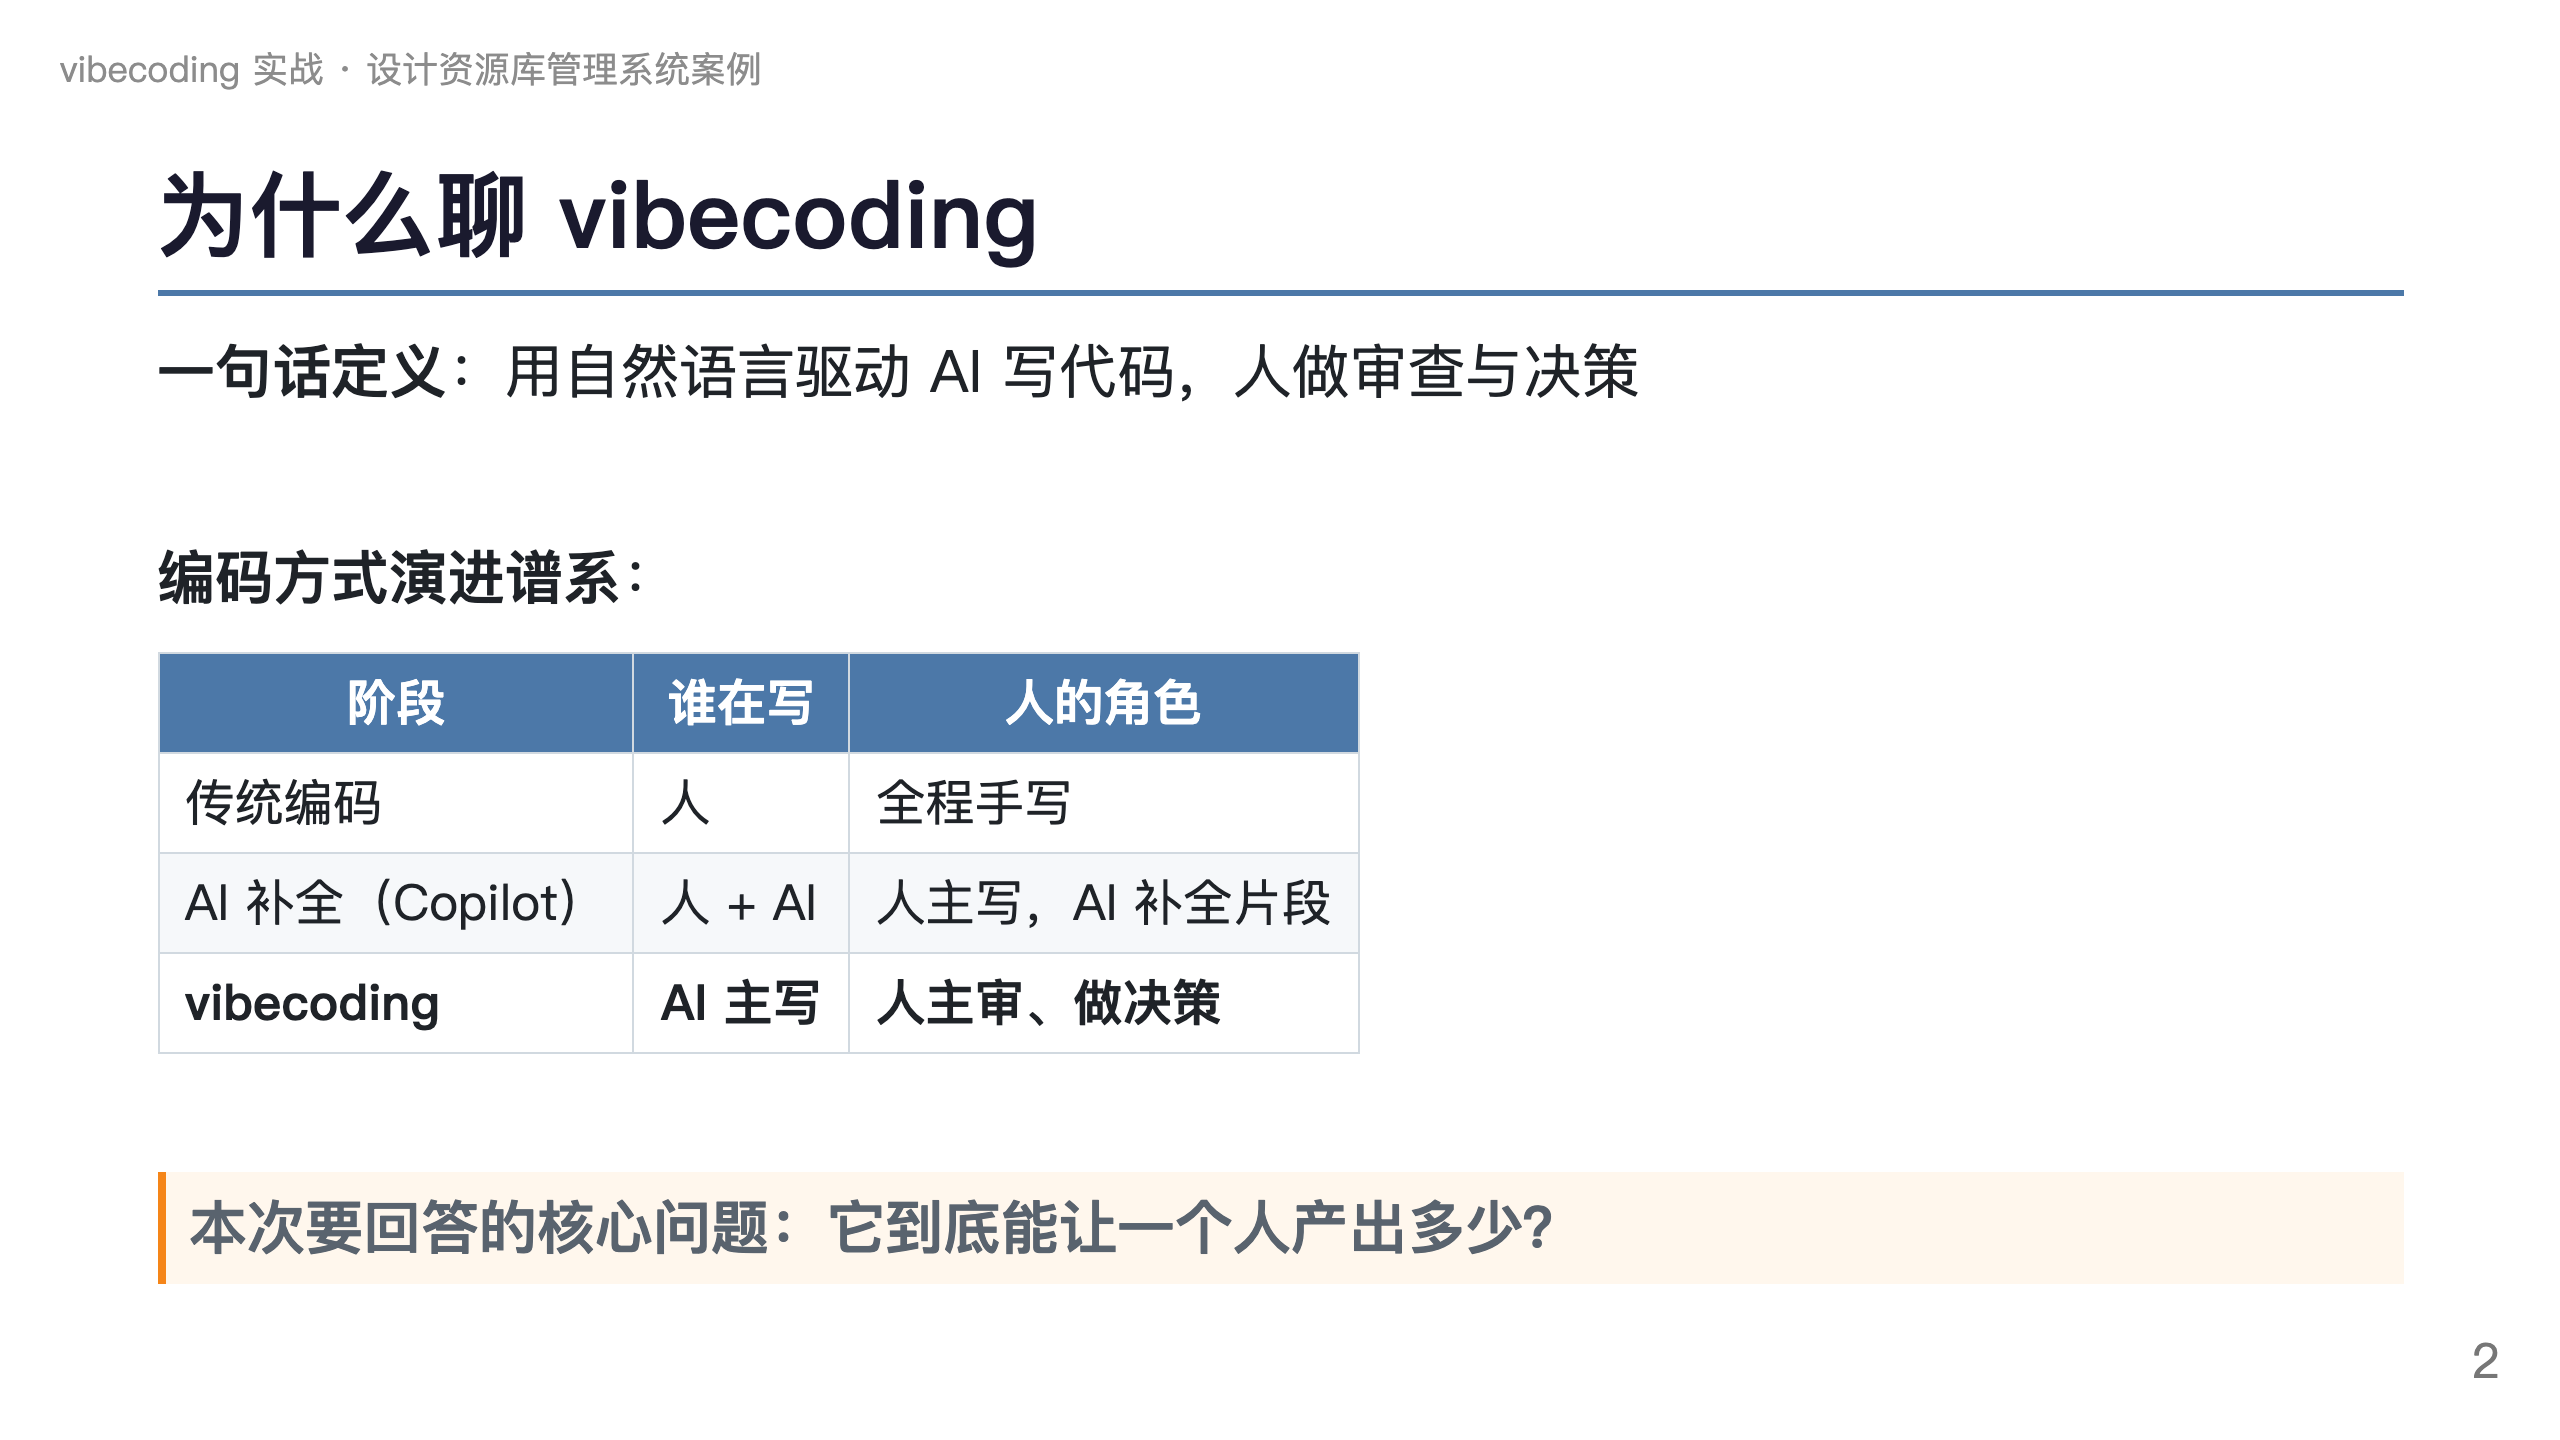 vibecoding 实战 · 设计资源库管理系统案例
为什么聊 vibecoding
一句话定义：用自然语言驱动 AI 写代码，人做审查与决策
编码方式演进谱系：
阶段 谁在写 人的角色
传统编码 人 全程手写
AI 补全（Copilot） 人 + AI 人主写，AI 补全片段
vibecoding AI 主写 人主审、做决策
本次要回答的核心问题：它到底能让一个人产出多少？
2